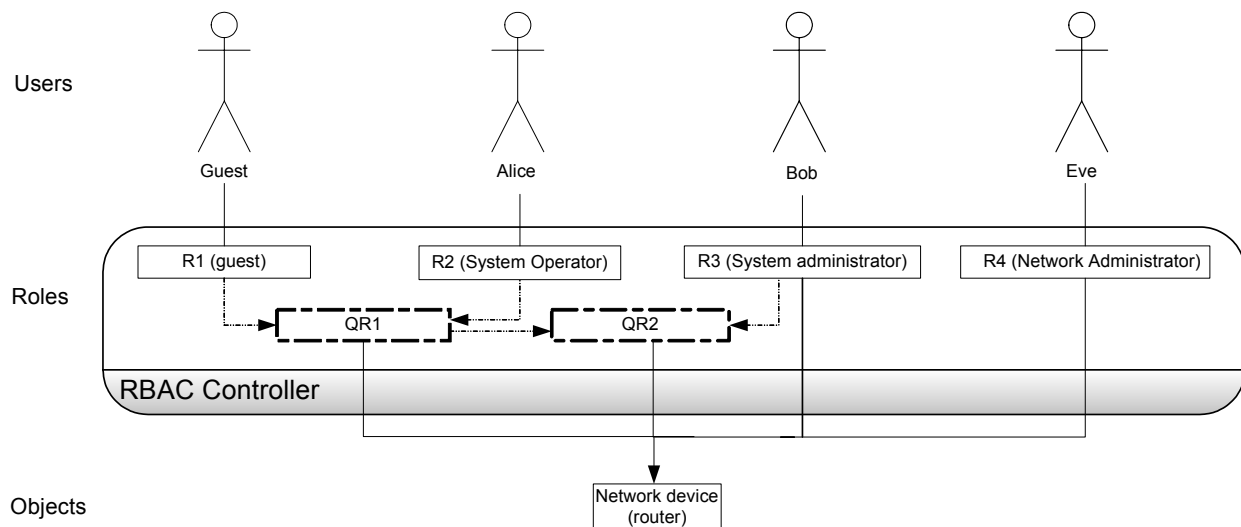 Users
Guest
Alice
Bob
Eve
R1 (guest)
R2 (System Operator)
R3 (System administrator)
R4 (Network Administrator)
Roles
QR1
QR2
RBAC Controller
Objects
Network device
(router)